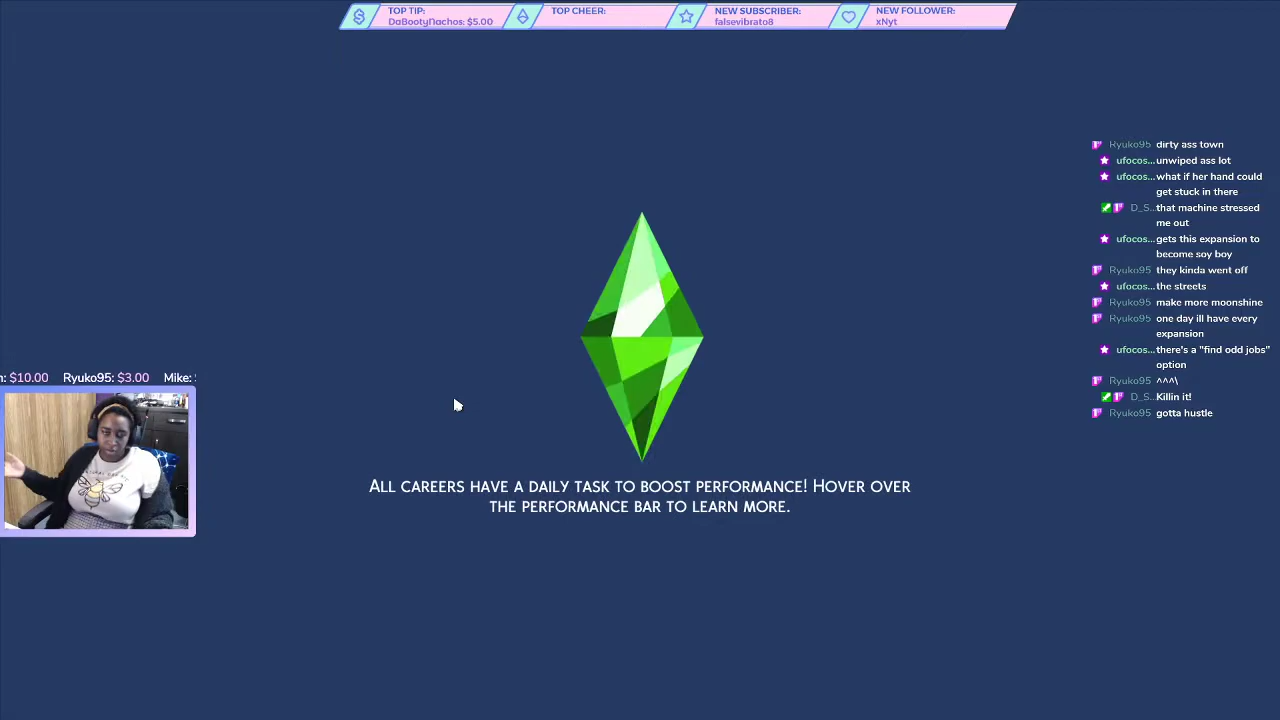 TOP TIP:
DaBootyNachos: $5.00
TOP CHEER:
NEW SUBSCRIBER:
falsevibrato8
NEW FOLLOWER:
xNyt
Ryuko95 dirty ass town
ufocos... unwiped ass lot
ufocos... what if her hand could
get stuck in there
D_S... that machine stressed
me out
ufocos... gets this expansion to
become soy boy
Ryuko95 they kinda went off
ufocos... the streets
Ryuko95 make more moonshine
Ryuko95 one day ill have every
expansion
ufocos... there's a "find odd jobs"
option
Ryuko95 ^^^\
D_S... Killin it!
Ryuko95 gotta hustle
: $10.00 Ryuko95: $3.00 Mike:
ALL CAREERS HAVE A DAILY TASK TO BOOST PERFORMANCE! HOVER OVER
THE PERFORMANCE BAR TO LEARN MORE.